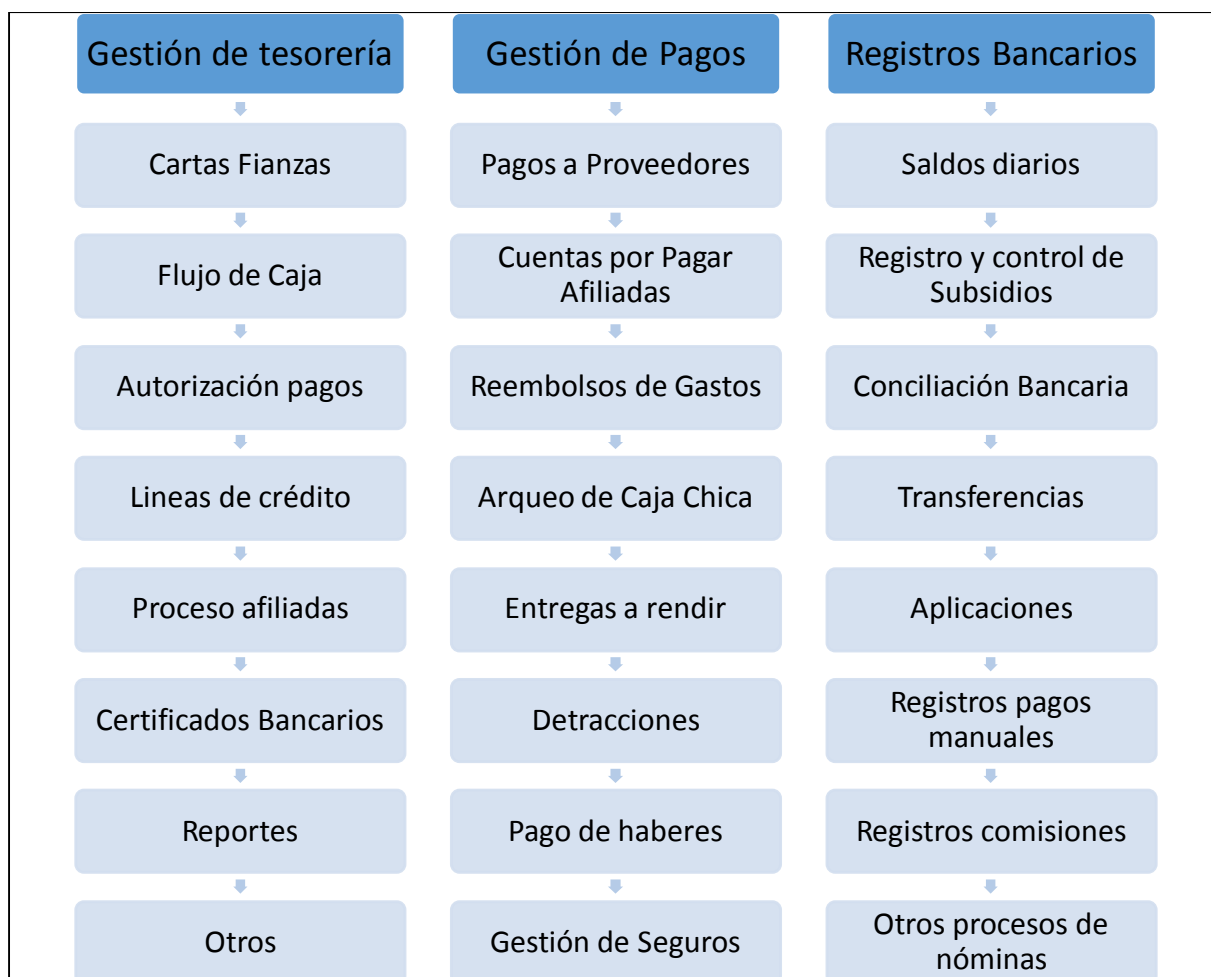 Gestión de tesorería
Cartas Fianzas
Flujo de Caja
Autorización pagos
Lineas de crédito
Proceso afiliadas
Certificados Bancarios
Reportes
Otros
Gestión de Pagos
Pagos a Proveedores
Cuentas por Pagar
Afiliadas
Reembolsos de Gastos
Arqueo de Caja Chica
Entregas a rendir
Detracciones
Pago de haberes
Gestión de Seguros
Registros Bancarios
Saldos diarios
Registro y control de
Subsidios
Conciliación Bancaria
Transferencias
Aplicaciones
Registros pagos
manuales
Registros comisiones
Otros procesos de
nóminas